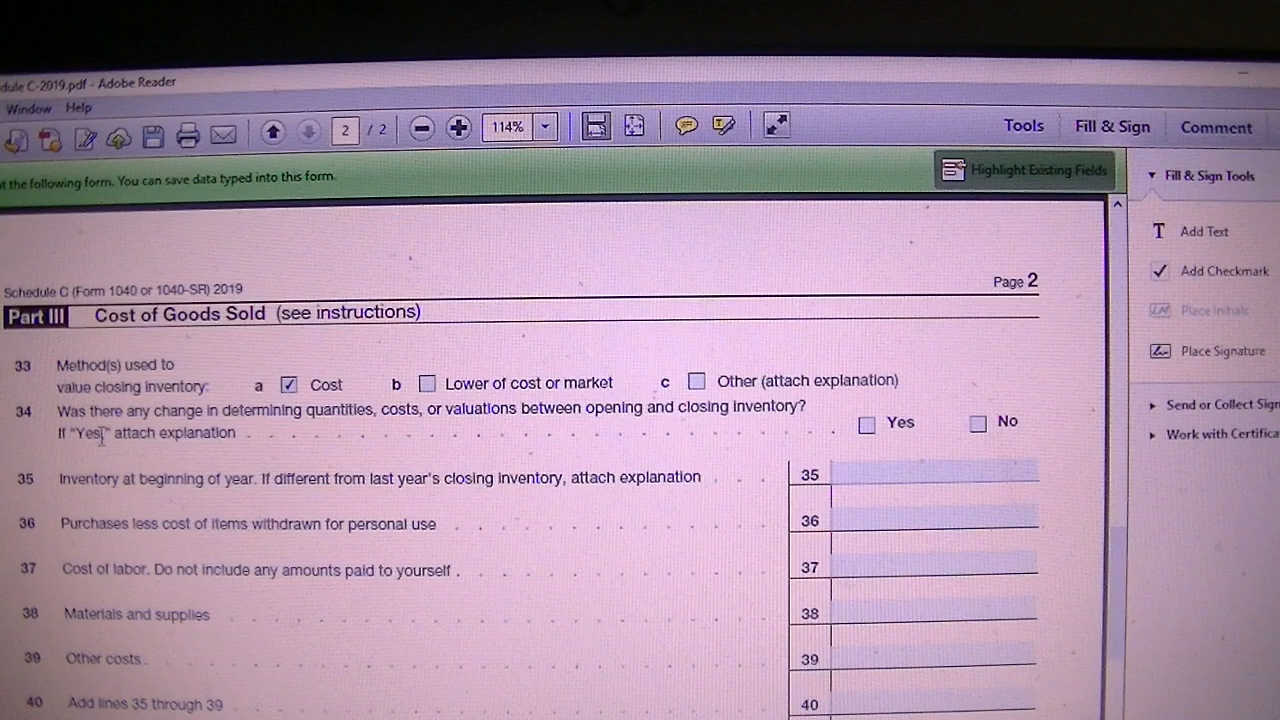 dule C-2019.pdf - Adobe Reader
Window Help
2 / 2 114% Tools Fill & Sign Comment
t the following form. You can save data typed into this form.
Highlight Existing Fields
Fill & Sign Tools
T Add Text
Add Checkmark
Place Initials
Place Signature
Send or Collect Sign
Work with Certifica
Schedule C (Form 1040 or 1040-SR) 2019 Page 2
Part III Cost of Goods Sold (see instructions)
33 Method(s) used to
value closing inventory: a Cost b Lower of cost or market c Other (attach explanation)
34 Was there any change in determining quantities, costs, or valuations between opening and closing inventory?
If "Yes," attach explanation . . . . . . . . . . . . . . . . . . . . Yes No
35 Inventory at beginning of year. If different from last year's closing inventory, attach explanation . . . 35
36 Purchases less cost of items withdrawn for personal use . . . . . . . . . . 36
37 Cost of labor. Do not include any amounts paid to yourself . . . . . . . . . . 37
38 Materials and supplies . . . . . . . . . . . . . . . . 38
39 Other costs . . . . . . . . . . . . . . . . . . 39
40 Add lines 35 through 39 . . . . . . . . . . . . . . . 40